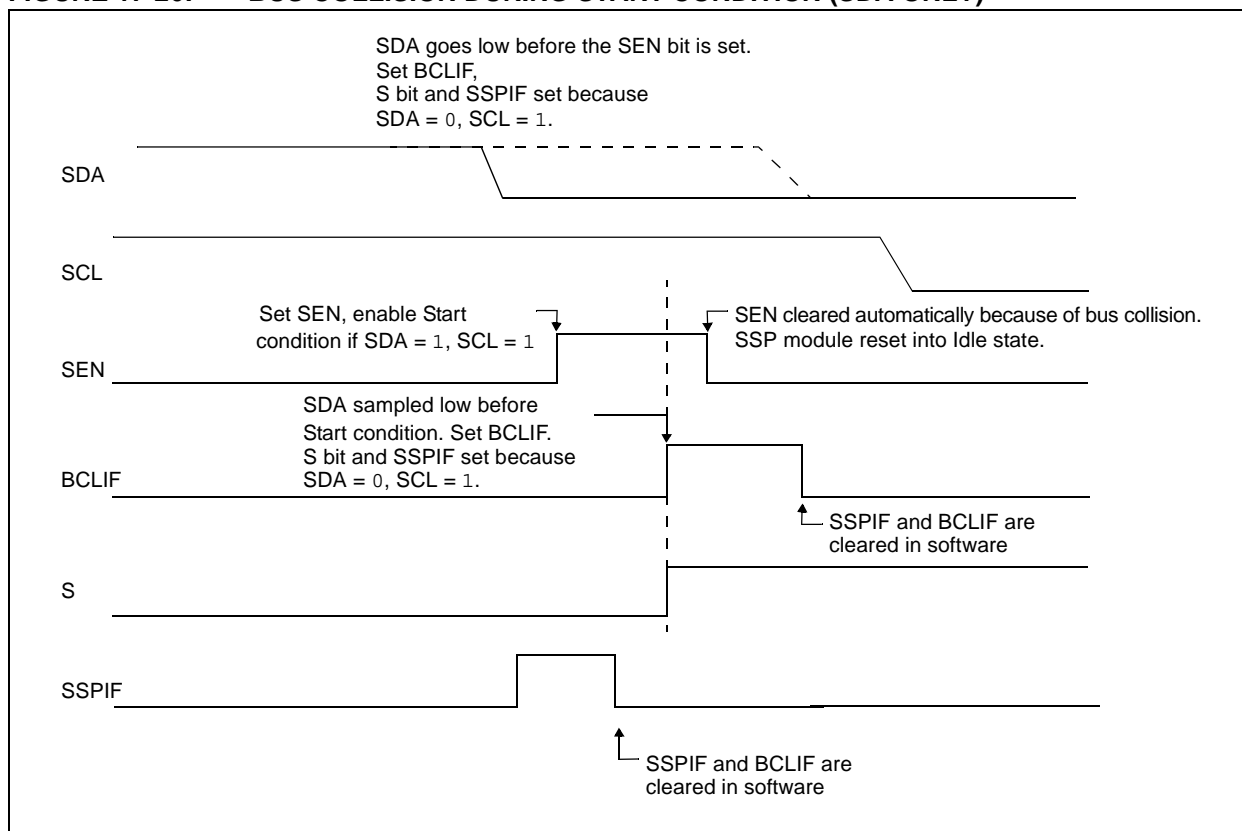 SDA goes low before the SEN bit is set.
Set BCLIF,
S bit and SSPIF set because
SDA = 0, SCL = 1.
SDA
SCL
Set SEN, enable Start
condition if SDA = 1, SCL = 1
SEN cleared automatically because of bus collision.
SSP module reset into Idle state.
SEN
SDA sampled low before
Start condition. Set BCLIF.
S bit and SSPIF set because
SDA = 0, SCL = 1.
BCLIF
SSPIF and BCLIF are
cleared in software
S
SSPIF
SSPIF and BCLIF are
cleared in software